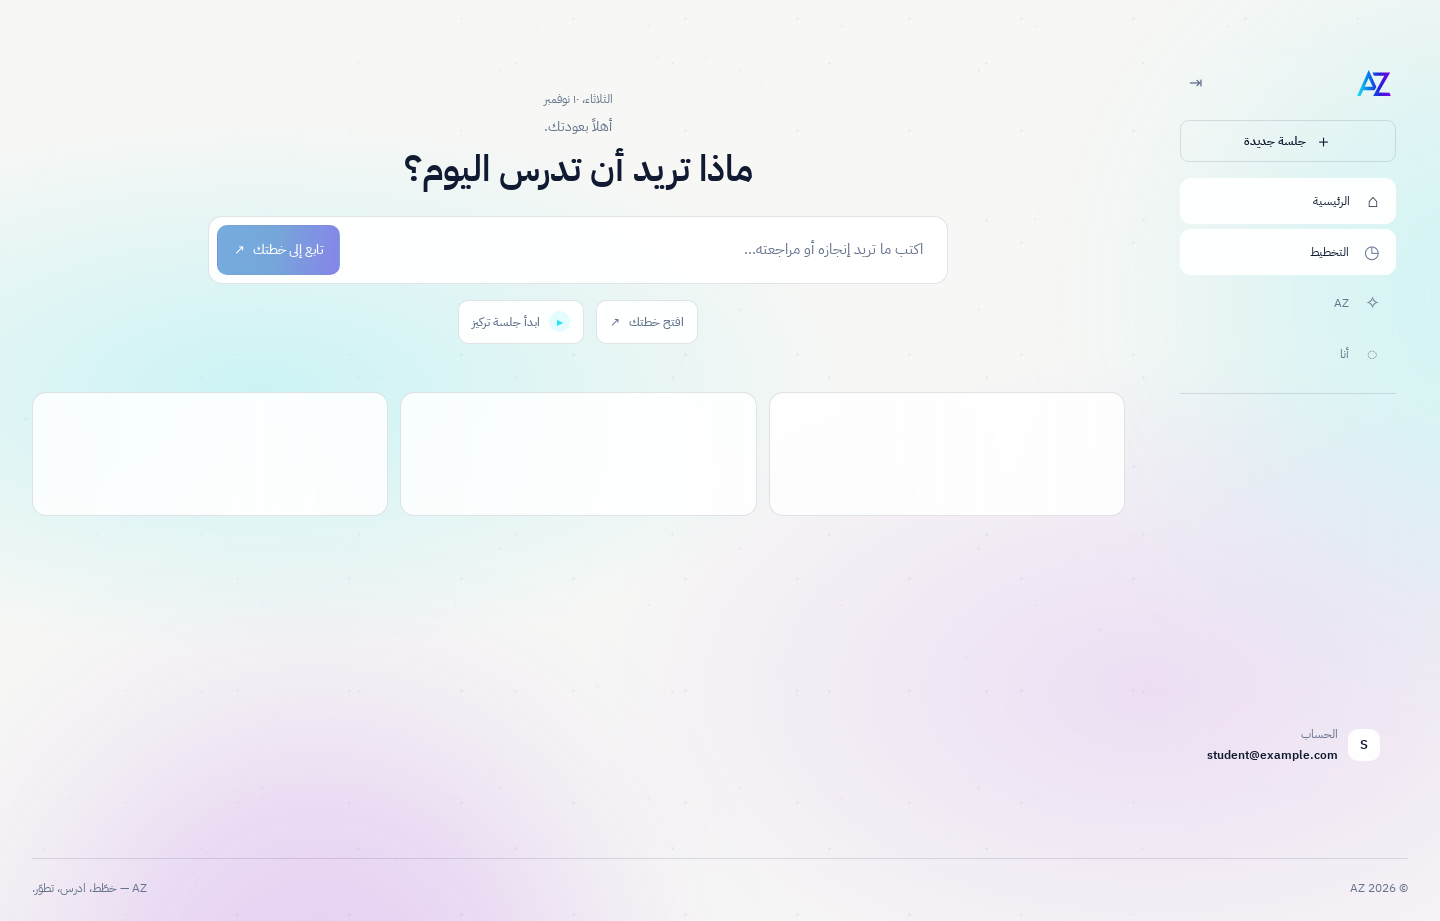 AZ
جلسة جديدة
الرئيسية
التخطيط
AZ
أنا
الثلاثاء، ١٠ نوفمبر
أهلاً بعودتك.
ماذا تريد أن تدرس اليوم؟
اكتب ما تريد إنجازه أو مراجعته...
تابع إلى خطتك ↗
افتح خطتك ↗
ابدأ جلسة تركيز
S
الحساب
student@example.com
© 2026 AZ
AZ — خطّط، ادرس، تطوّر.